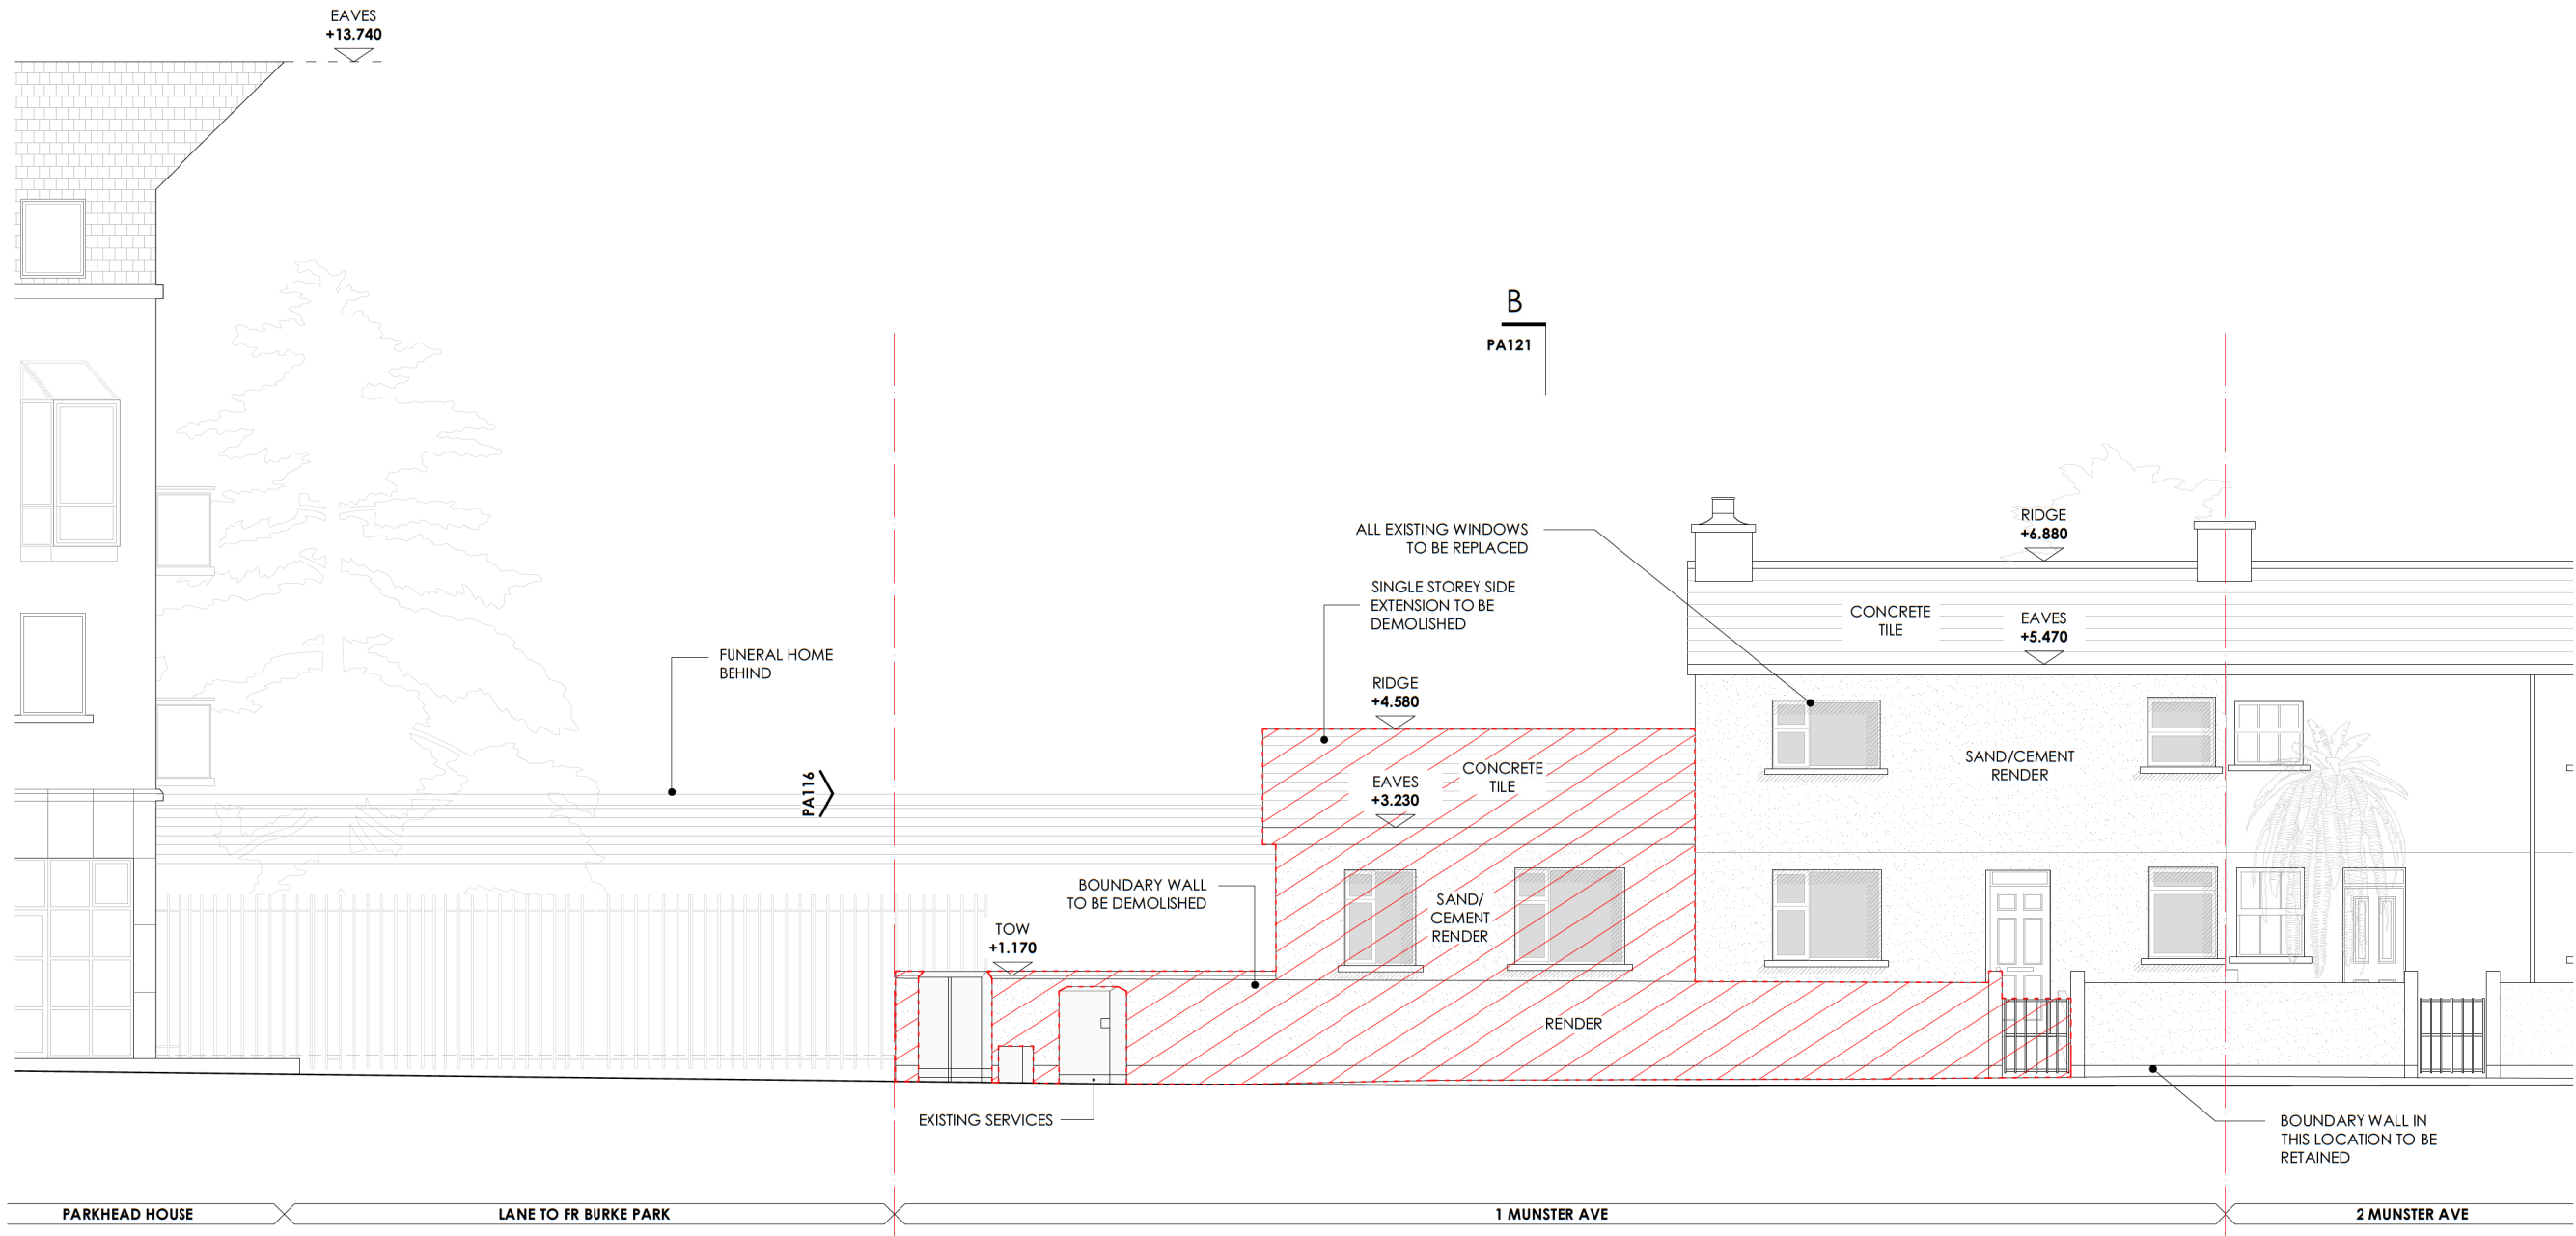 EAVES
+13.740
B
PA121
ALL EXISTING WINDOWS
TO BE REPLACED
RIDGE
+6.880
SINGLE STOREY SIDE
EXTENSION TO BE
DEMOLISHED
CONCRETE
TILE
EAVES
+5.470
FUNERAL HOME
BEHIND
RIDGE
+4.580
SAND/CEMENT
RENDER
PA116
EAVES
+3.230
CONCRETE
TILE
BOUNDARY WALL
TO BE DEMOLISHED
SAND/
CEMENT
RENDER
TOW
+1.170
RENDER
EXISTING SERVICES
BOUNDARY WALL IN
THIS LOCATION TO BE
RETAINED
PARKHEAD HOUSE
LANE TO FR BURKE PARK
1 MUNSTER AVE
2 MUNSTER AVE